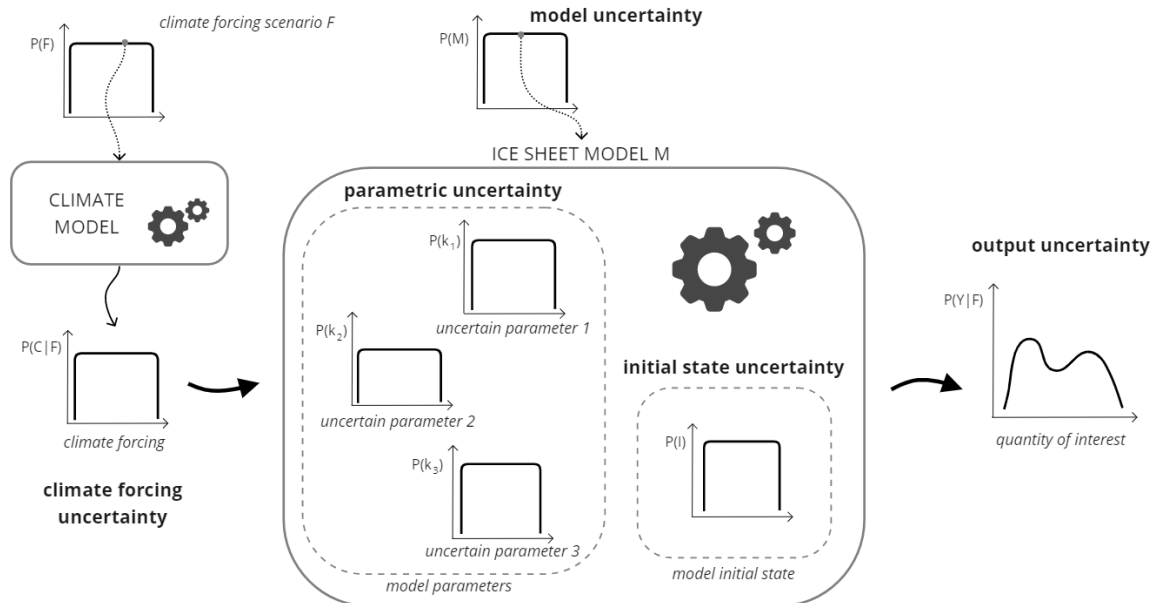 climate forcing scenario F
P(F)
CLIMATE
MODEL
P(C|F)
climate forcing
climate forcing
uncertainty
model uncertainty
P(M)
ICE SHEET MODEL M
parametric uncertainty
P(k₁)
uncertain parameter 1
P(k₂)
uncertain parameter 2
P(k₃)
uncertain parameter 3
model parameters
initial state uncertainty
P(I)
model initial state
output uncertainty
P(Y|F)
quantity of interest